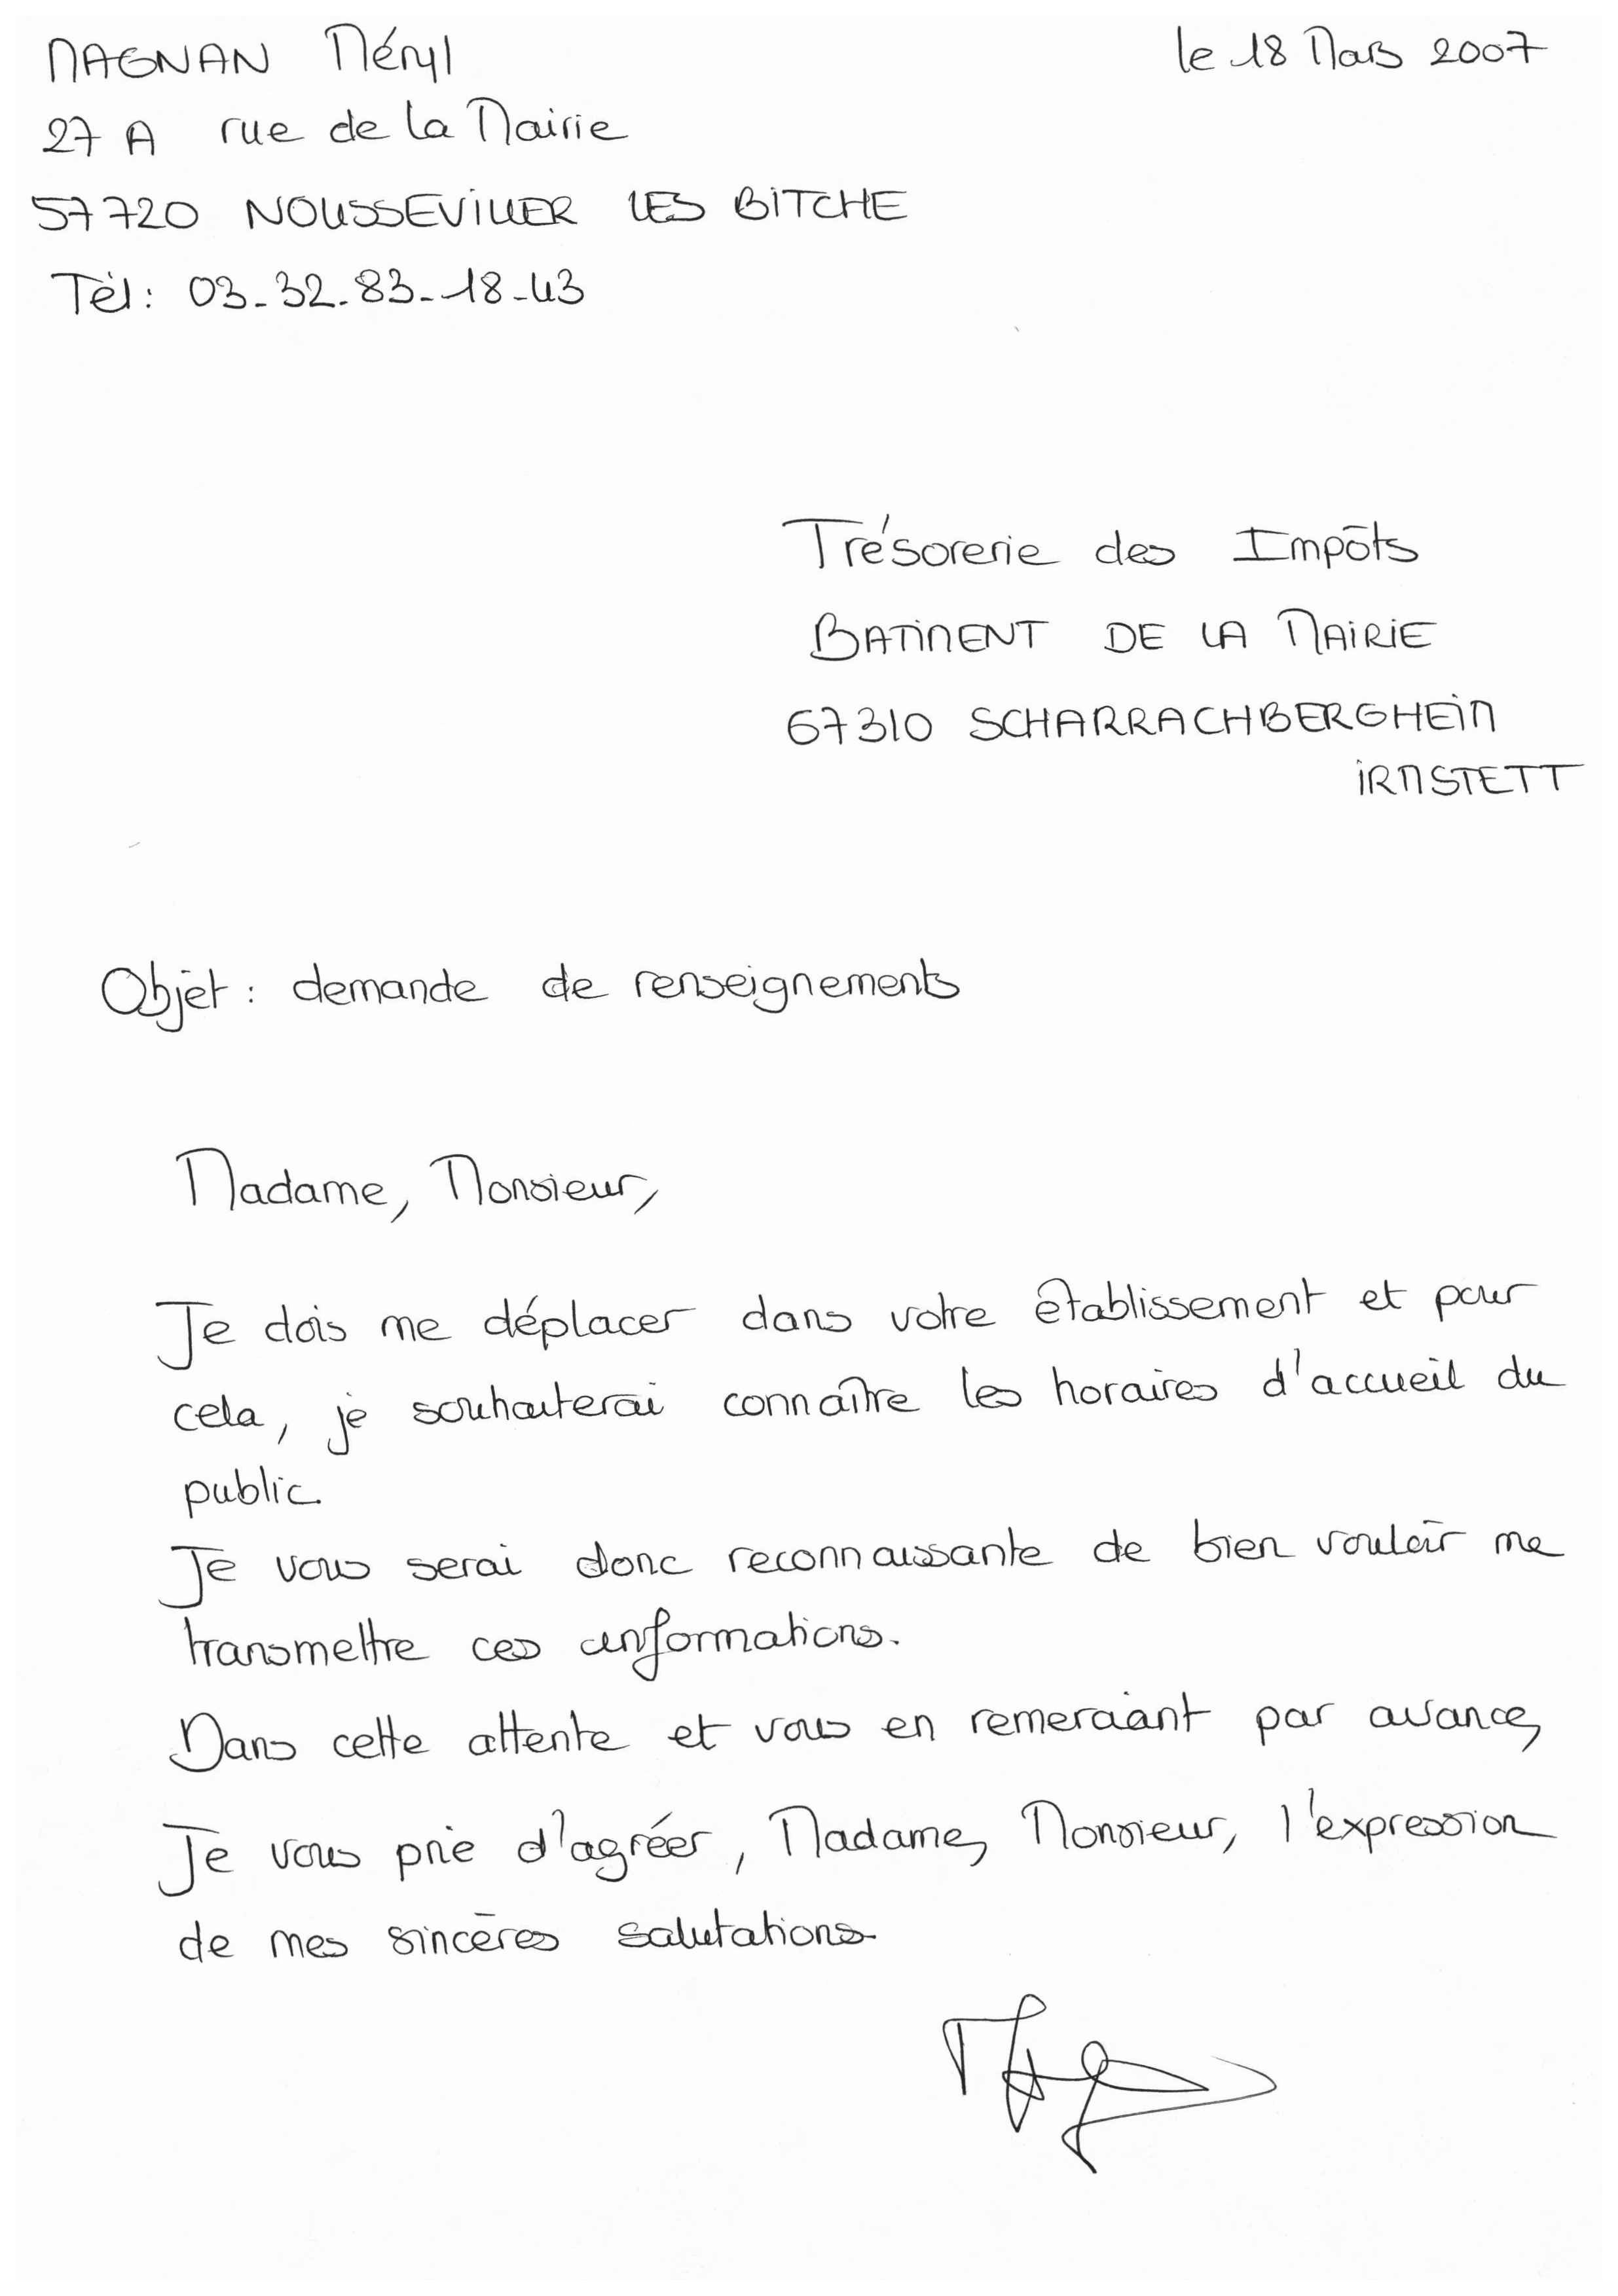 MAGNAN Méryl
le 18 Mars 2007
27 A rue de la Mairie
57720 NOUSSEVILLER LES BITCHE
Tèl : 03-32-83-18-43
Trésorerie des Impôts
BATIMENT DE LA MAIRIE
67310 SCHARRACHBERGHEIM
IRMSTETT
Objet : demande de renseignements
Madame, Monsieur,
Je dois me déplacer dans votre établissement et pour
cela, je souhaiterai connaître les horaires d'accueil du
public.
Je vous serai donc reconnaissante de bien vouloir me
transmettre ces informations.
Dans cette attente et vous en remerciant par avance,
Je vous prie d'agréer, Madame, Monsieur, l'expression
de mes sincères salutations.